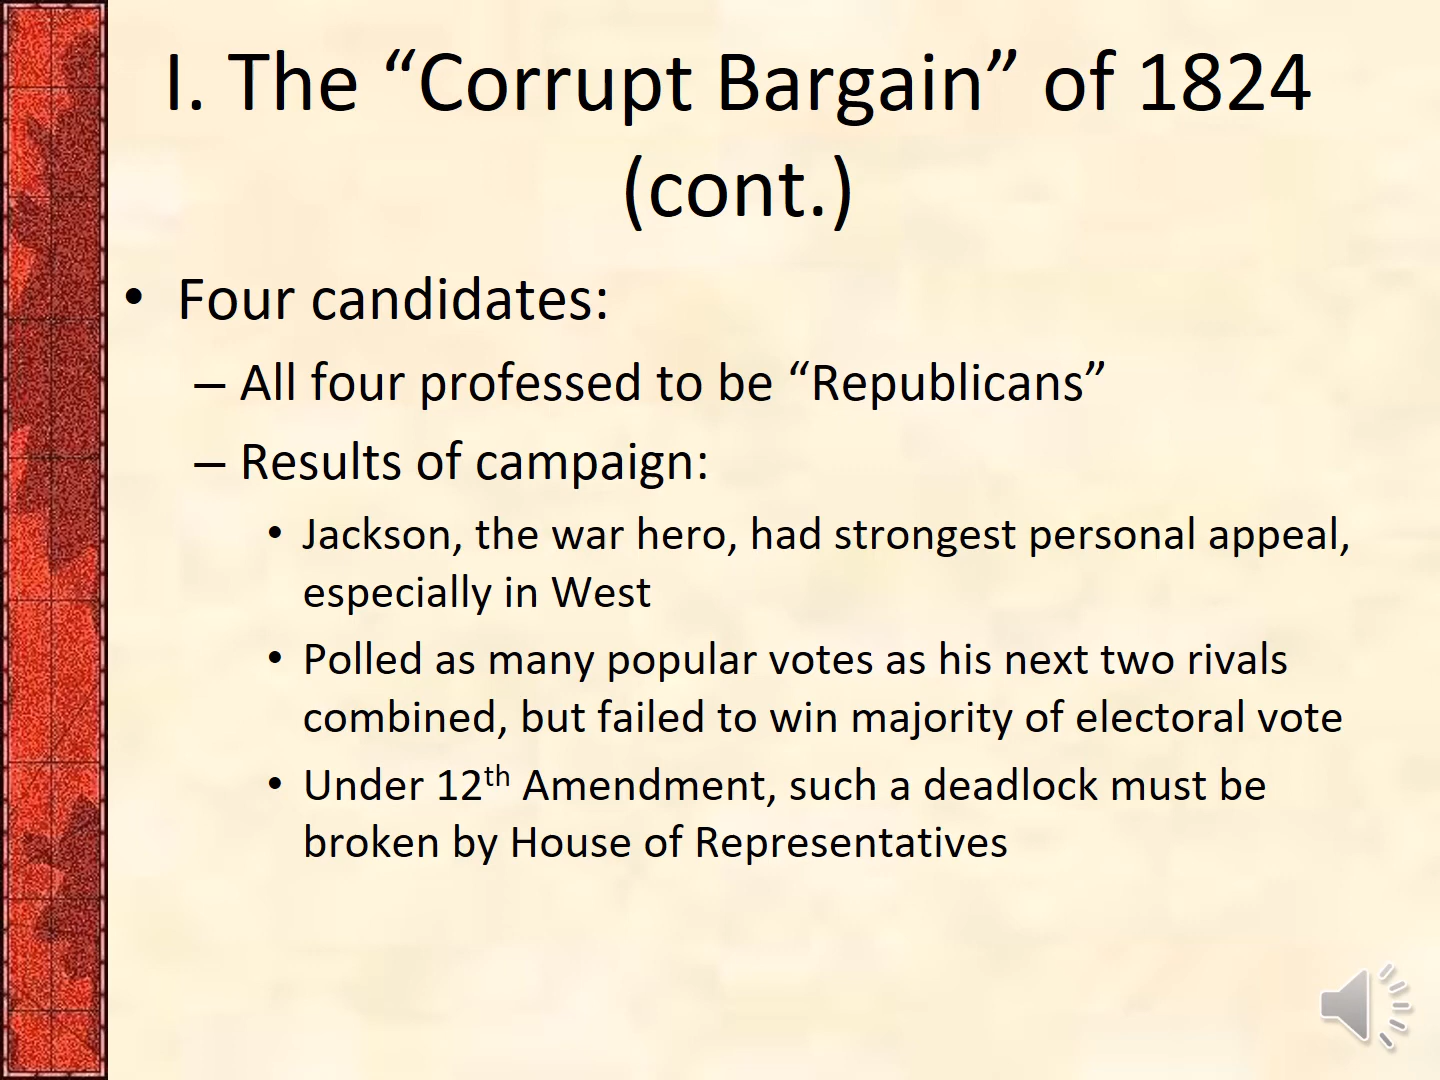 I. The “Corrupt Bargain” of 1824
(cont.)
• Four candidates:
– All four professed to be “Republicans”
– Results of campaign:
• Jackson, the war hero, had strongest personal appeal,
especially in West
• Polled as many popular votes as his next two rivals
combined, but failed to win majority of electoral vote
• Under 12th Amendment, such a deadlock must be
broken by House of Representatives